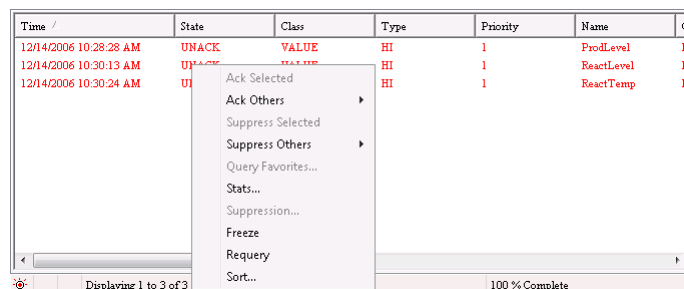 Time / State Class Type Priority Name
12/14/2006 10:28:28 AM UNACK VALUE HI 1 ProdLevel
12/14/2006 10:30:13 AM UNACK VALUE HI 1 ReactLevel
12/14/2006 10:30:24 AM HI 1 ReactTemp
Ack Selected
Ack Others
Suppress Selected
Suppress Others
Query Favorites...
Stats...
Suppression...
Freeze
Requery
Sort...
Displaying 1 to 3 of 3 100 % Complete